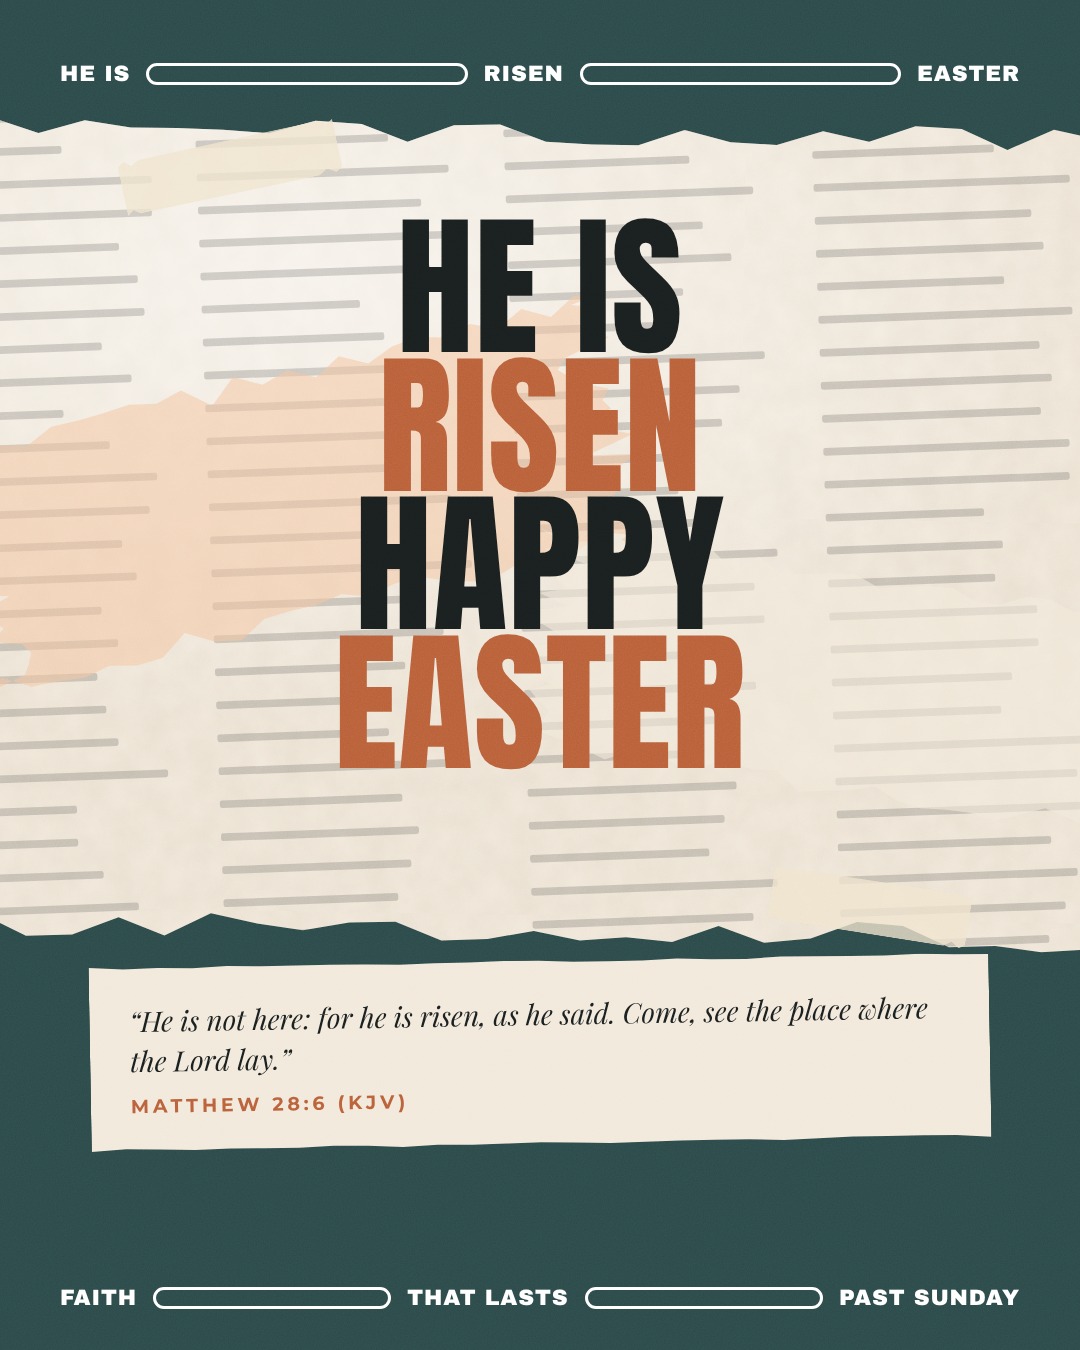 HE IS RISEN EASTER
HE IS
RISEN
HAPPY
EASTER
“He is not here: for he is risen, as he said. Come, see the place where
the Lord lay.”
MATTHEW 28:6 (KJV)
FAITH THAT LASTS PAST SUNDAY